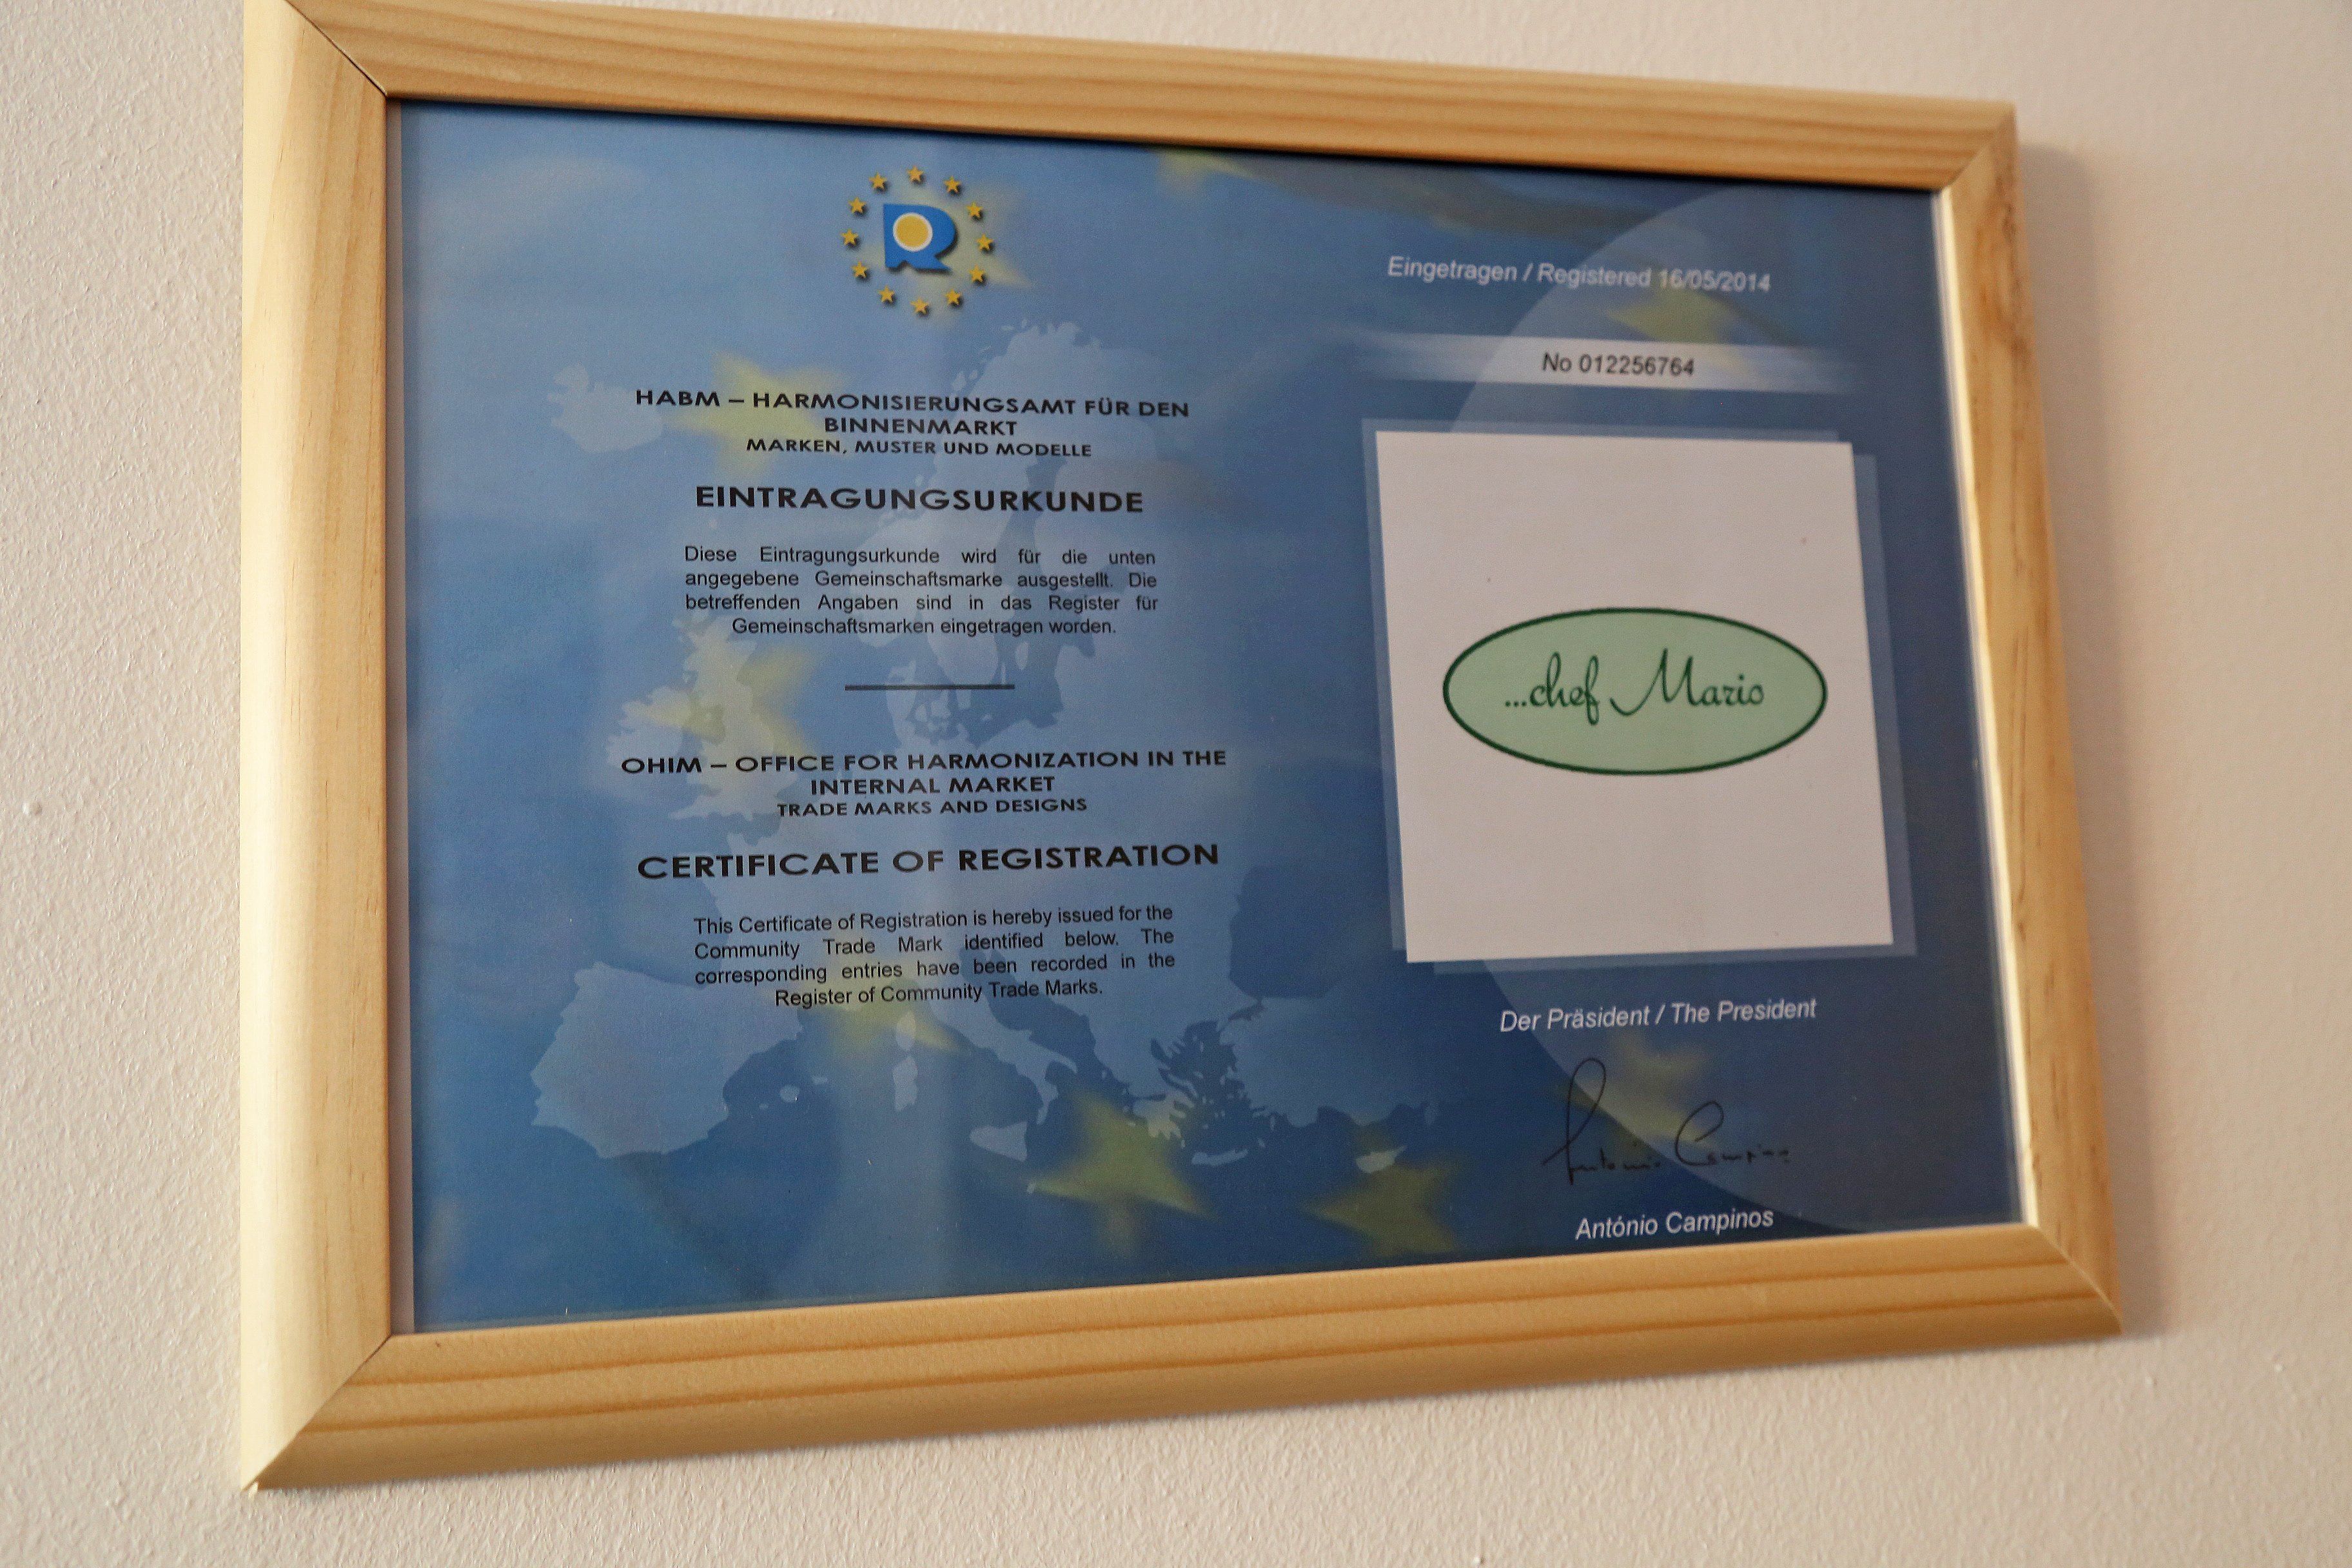 R
HABM – HARMONISIERUNGSAMT FÜR DEN
BINNENMARKT
MARKEN, MUSTER UND MODELLE
EINTRAGUNGSURKUNDE
Diese Eintragungsurkunde wird für die unten
angegebene Gemeinschaftsmarke ausgestellt. Die
betreffenden Angaben sind in das Register für
Gemeinschaftsmarken eingetragen worden.
OHIM – OFFICE FOR HARMONIZATION IN THE
INTERNAL MARKET
TRADE MARKS AND DESIGNS
CERTIFICATE OF REGISTRATION
This Certificate of Registration is hereby issued for the
Community Trade Mark identified below. The
corresponding entries have been recorded in the
Register of Community Trade Marks.
Eingetragen / Registered 16/05/2014
No 012256764
...chef Mario
Der Präsident / The President
António Campinos
António Campinos